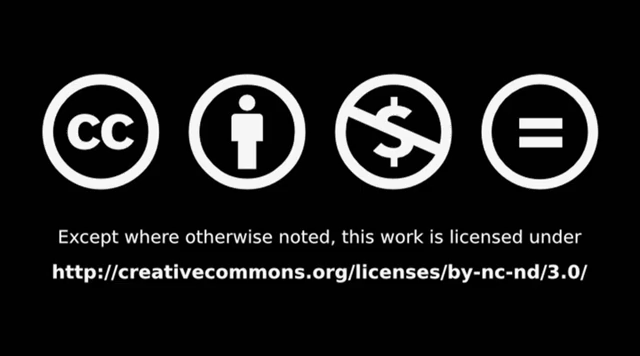 cc $ =
Except where otherwise noted, this work is licensed under
http://creativecommons.org/licenses/by-nc-nd/3.0/